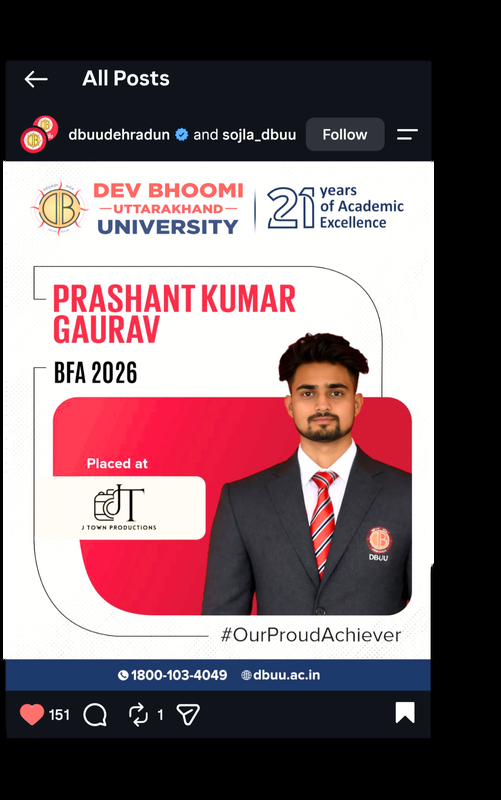 All Posts
dbuudehradun and sojla_dbuu Follow
DEV BHOOMI
UTTARAKHAND
UNIVERSITY
21 years
of Academic
Excellence
PRASHANT KUMAR
GAURAV
BFA 2026
Placed at
JT
J TOWN PRODUCTIONS
DBUU
#OurProudAchiever
1800-103-4049 dbuu.ac.in
151 1